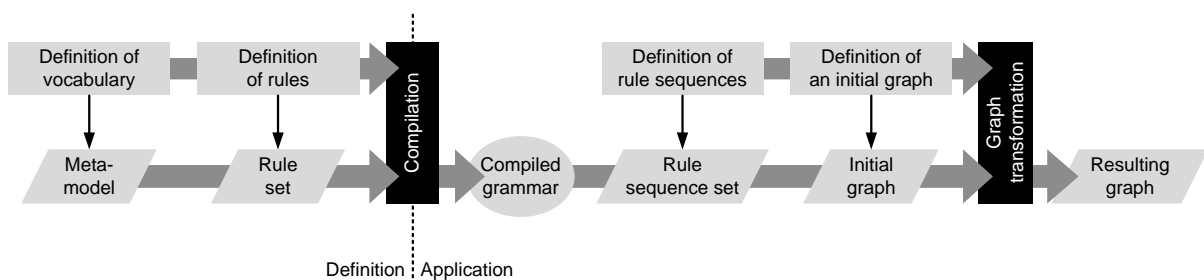 Definition of
vocabulary
Definition
of rules
Compilation
Definition of
rule sequences
Definition of
an initial graph
Graph
transformation
Meta-
model
Rule
set
Compiled
grammar
Rule
sequence set
Initial
graph
Resulting
graph
Definition
Application